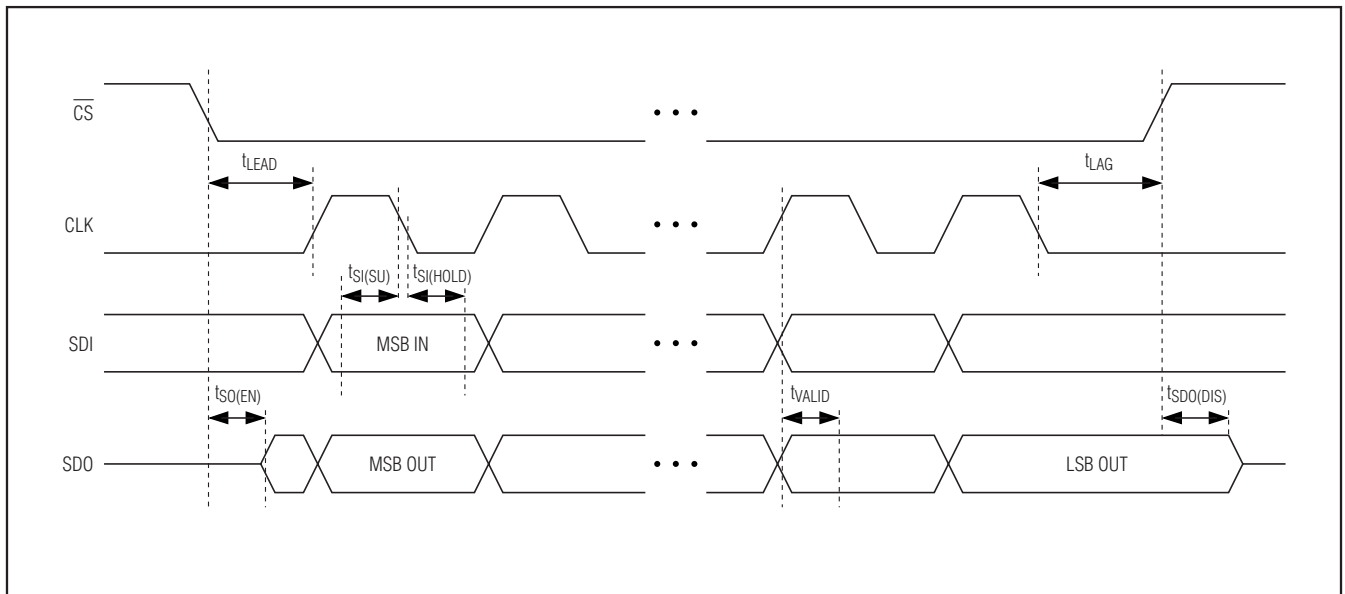 CS
tLEAD
tLAG
CLK
tSI(SU)
tSI(HOLD)
SDI
MSB IN
tSO(EN)
tVALID
tSDO(DIS)
SDO
MSB OUT
LSB OUT